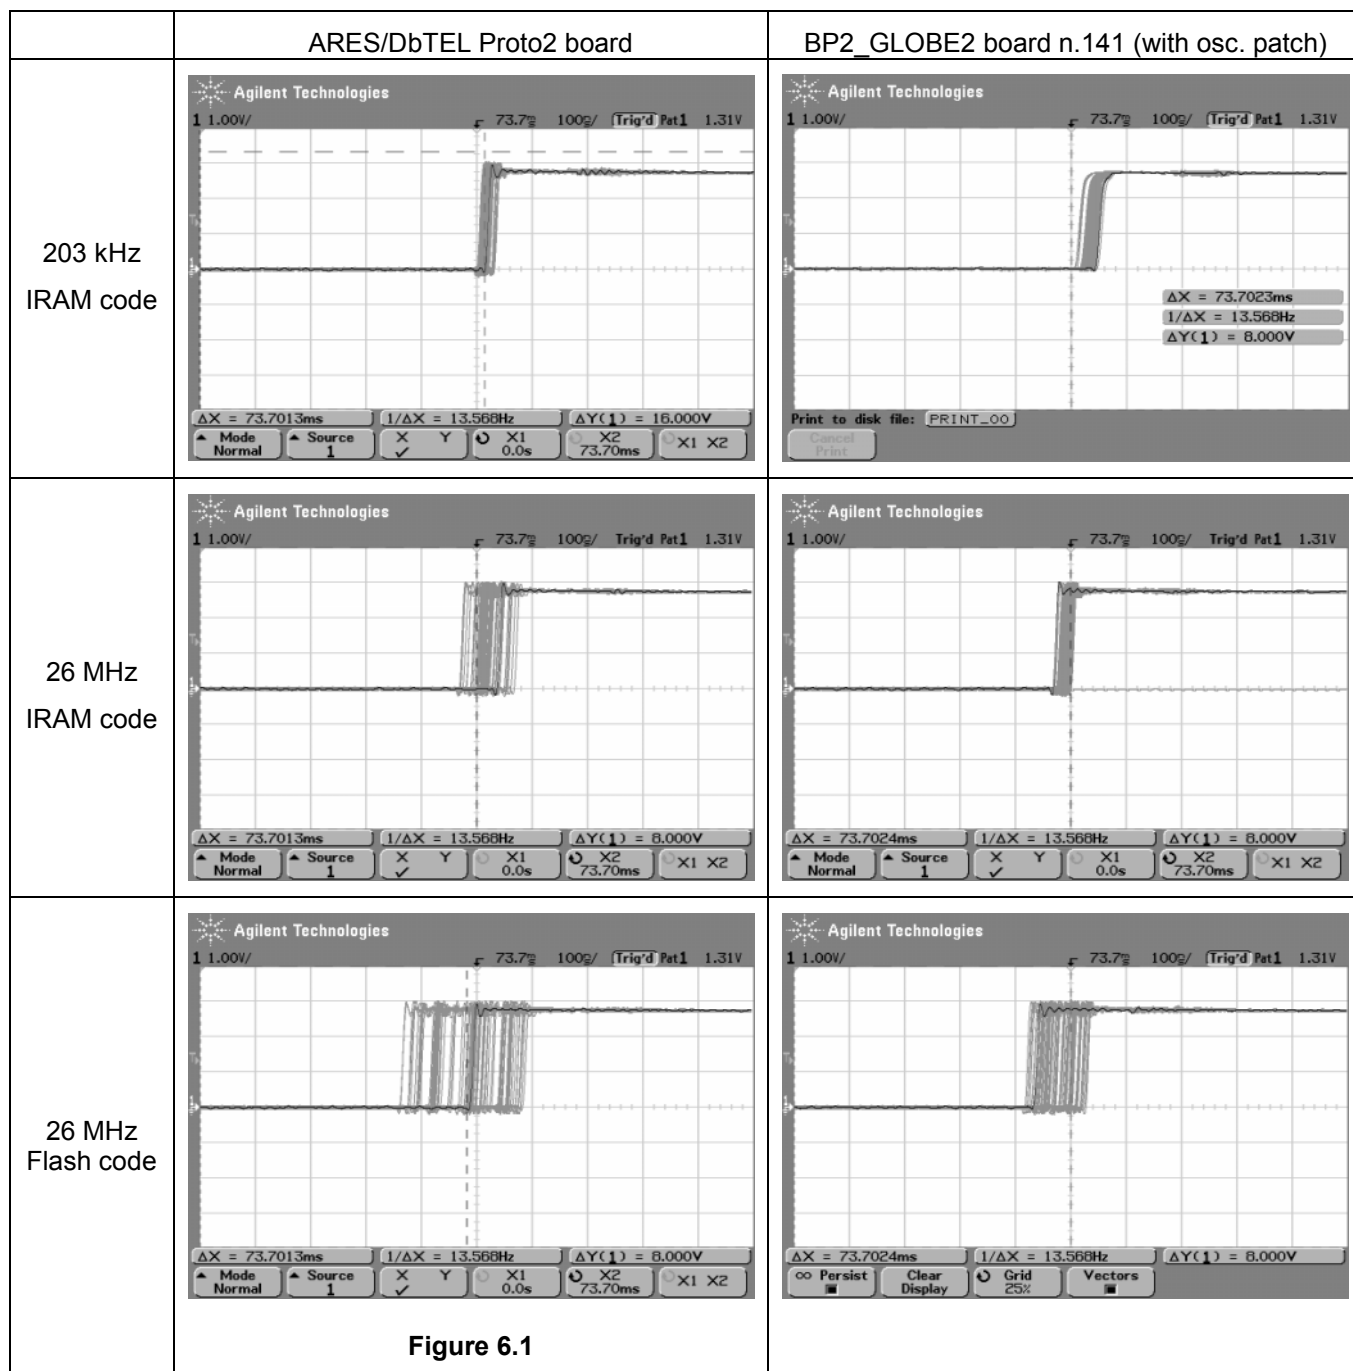 ARES/DbTEL Proto2 board
BP2_GLOBE2 board n.141 (with osc. patch)
203 kHz
IRAM code
Agilent Technologies
1 1.00V/ 73.7 Trig'd Pat1 1.31V
ΔX = 73.7013ms 1/ΔX = 13.568Hz ΔY(1) = 16.000V
Mode Source X Y X1 X2 X1 X2
Normal 1 ✓ 0.0s 73.70ms
Agilent Technologies
1 1.00V/ 73.7 Trig'd Pat1 1.31V
ΔX = 73.7023ms
1/ΔX = 13.568Hz
ΔY(1) = 8.000V
Print to disk file: PRINT_00
Cancel
Print
26 MHz
IRAM code
Agilent Technologies
1 1.00V/ 73.7 Trig'd Pat1 1.31V
ΔX = 73.7013ms 1/ΔX = 13.568Hz ΔY(1) = 8.000V
Mode Source X Y X1 X2 X1 X2
Normal 1 ✓ 0.0s 73.70ms
Agilent Technologies
1 1.00V/ 73.7 Trig'd Pat1 1.31V
ΔX = 73.7024ms 1/ΔX = 13.568Hz ΔY(1) = 8.000V
Mode Source X Y X1 X2 X1 X2
Normal 1 ✓ 0.0s 73.70ms
26 MHz
Flash code
Agilent Technologies
1 1.00V/ 73.7 Trig'd Pat1 1.31V
ΔX = 73.7013ms 1/ΔX = 13.568Hz ΔY(1) = 8.000V
Mode Source X Y X1 X2 X1 X2
Normal 1 ✓ 0.0s 73.70ms
Agilent Technologies
1 1.00V/ 73.7 Trig'd Pat1 1.31V
ΔX = 73.7024ms 1/ΔX = 13.568Hz ΔY(1) = 8.000V
∞ Persist Clear Grid Vectors
Display 25%
Figure 6.1